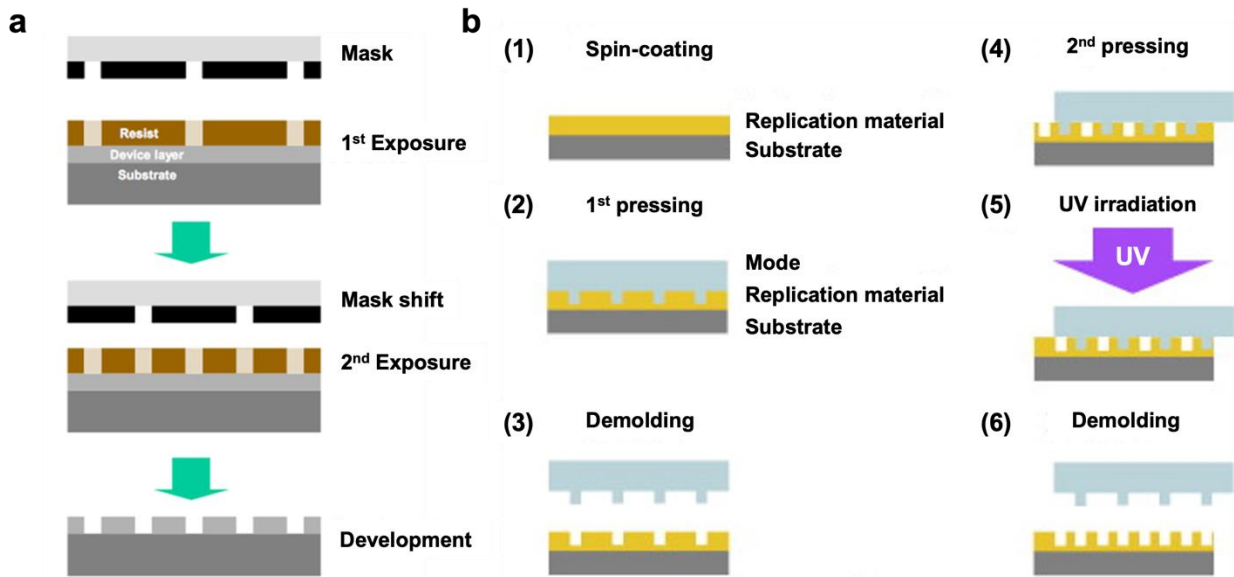 a
Mask
Resist
Device layer
Substrate
1st Exposure
Mask shift
2nd Exposure
Development
b
(1)
Spin-coating
Replication material
Substrate
(2)
1st pressing
Mode
Replication material
Substrate
(3)
Demolding
(4)
2nd pressing
(5)
UV irradiation
UV
(6)
Demolding